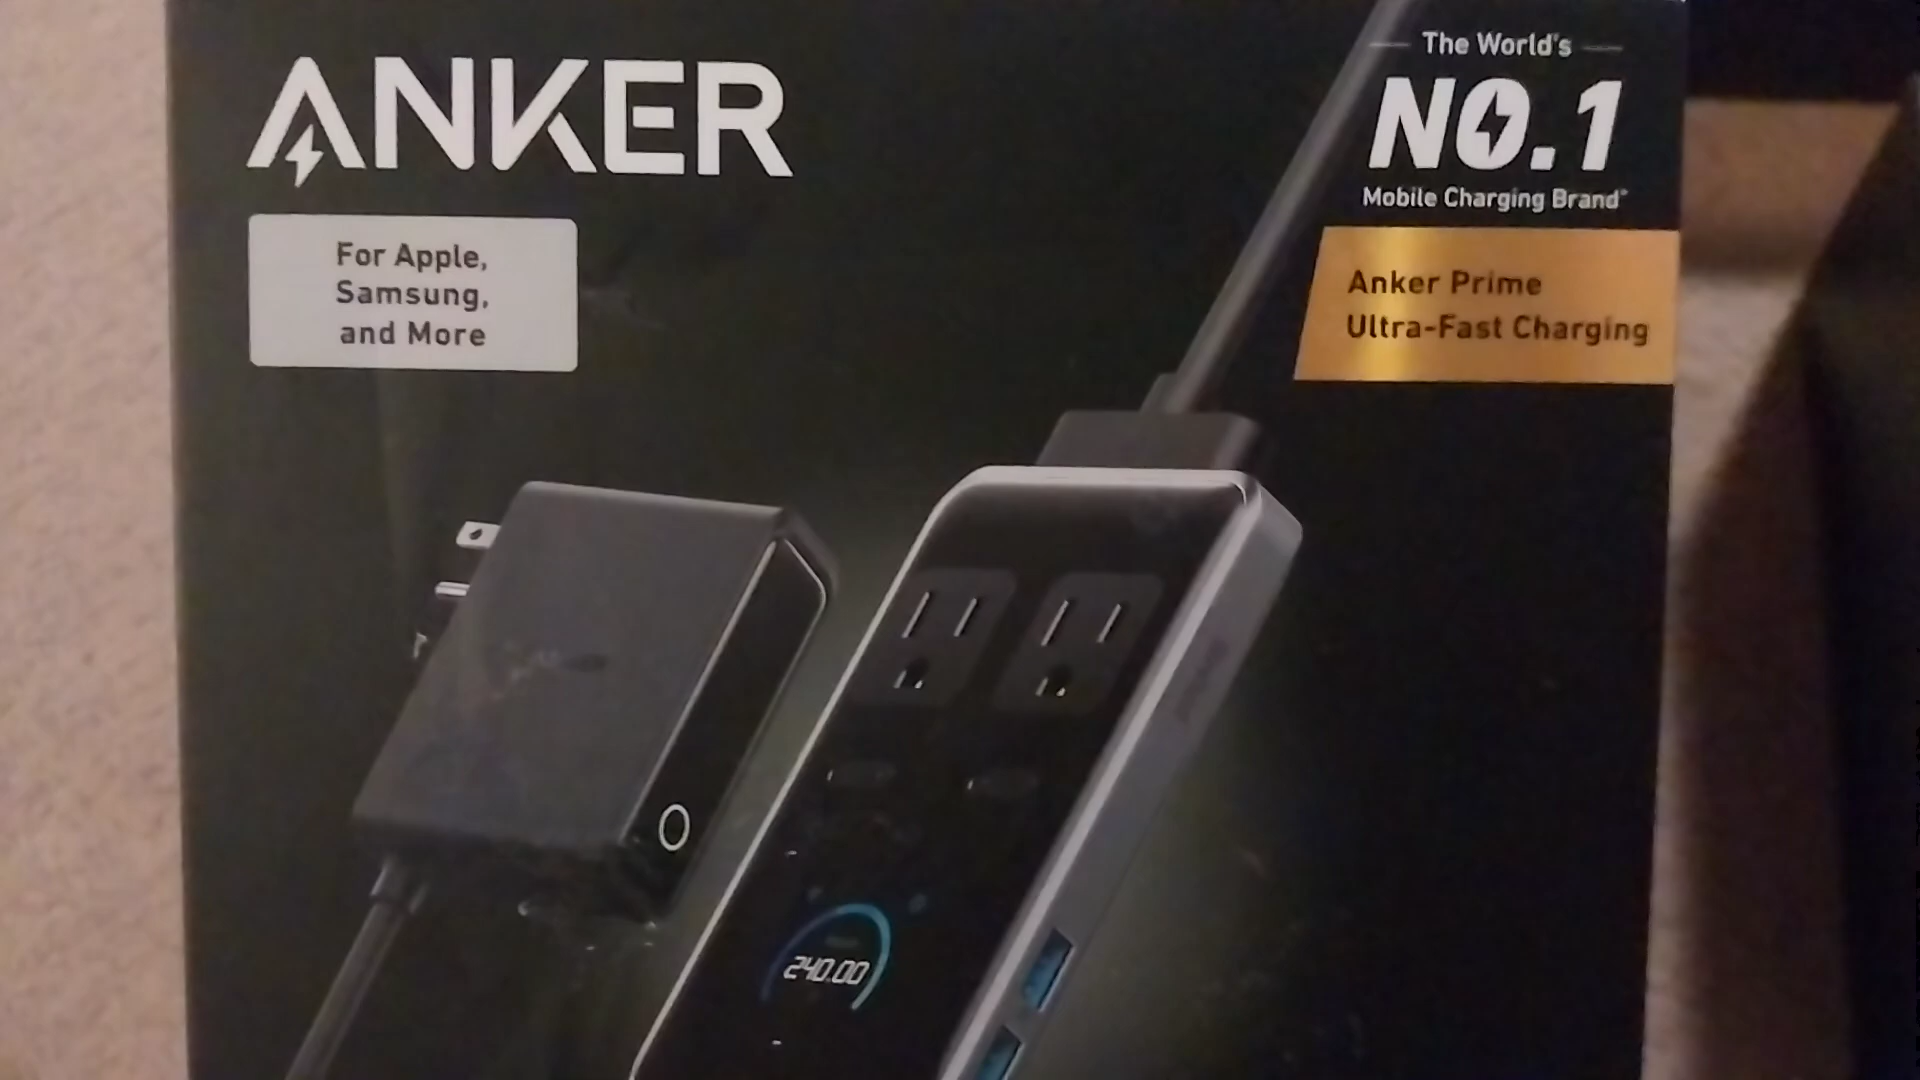 ANKER
For Apple,
Samsung,
and More
The World's
NO.1
Mobile Charging Brand*
Anker Prime
Ultra-Fast Charging
240.00